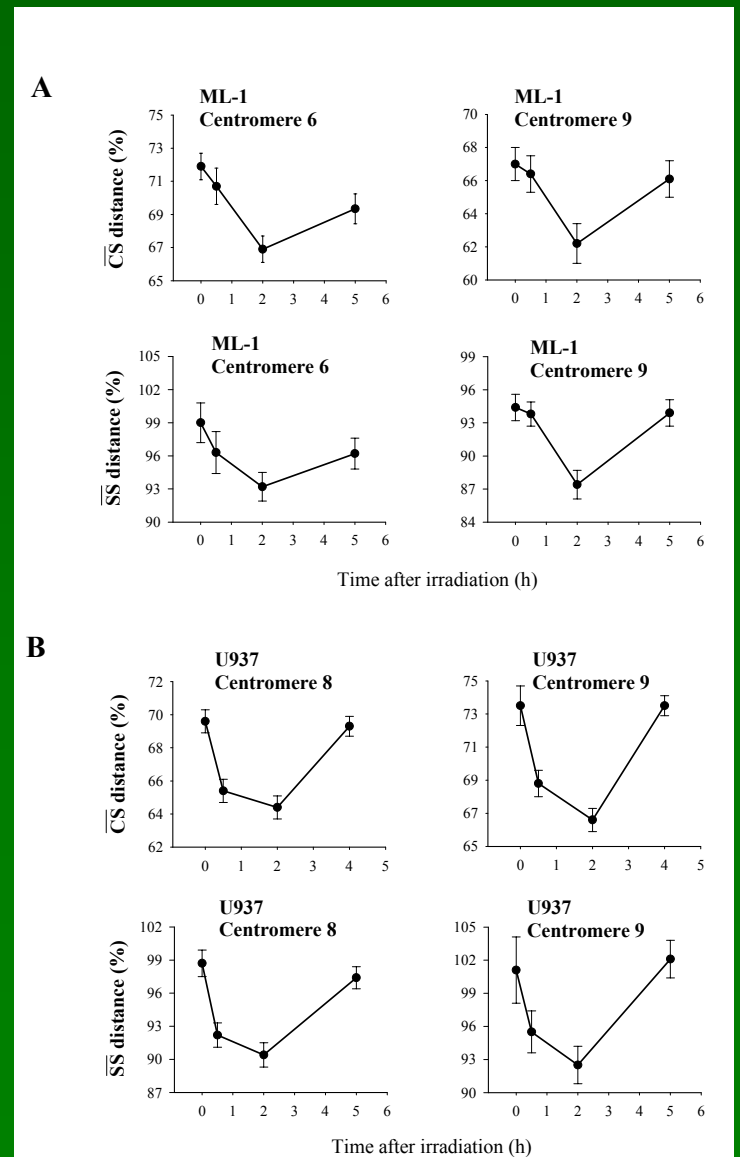 A
ML-1
Centromere 6
CS distance (%)
75
73
71
69
67
65
0 1 2 3 4 5 6
ML-1
Centromere 9
70
68
66
64
62
60
0 1 2 3 4 5 6
ML-1
Centromere 6
SS distance (%)
105
102
99
96
93
90
0 1 2 3 4 5 6
ML-1
Centromere 9
99
96
93
90
87
84
0 1 2 3 4 5 6
Time after irradiation (h)
B
U937
Centromere 8
CS distance (%)
72
70
68
66
64
62
0 1 2 3 4 5
U937
Centromere 9
75
73
71
69
67
65
0 1 2 3 4 5
U937
Centromere 8
SS distance (%)
102
99
96
93
90
87
0 1 2 3 4 5 6
U937
Centromere 9
105
102
99
96
93
90
0 1 2 3 4 5 6
Time after irradiation (h)